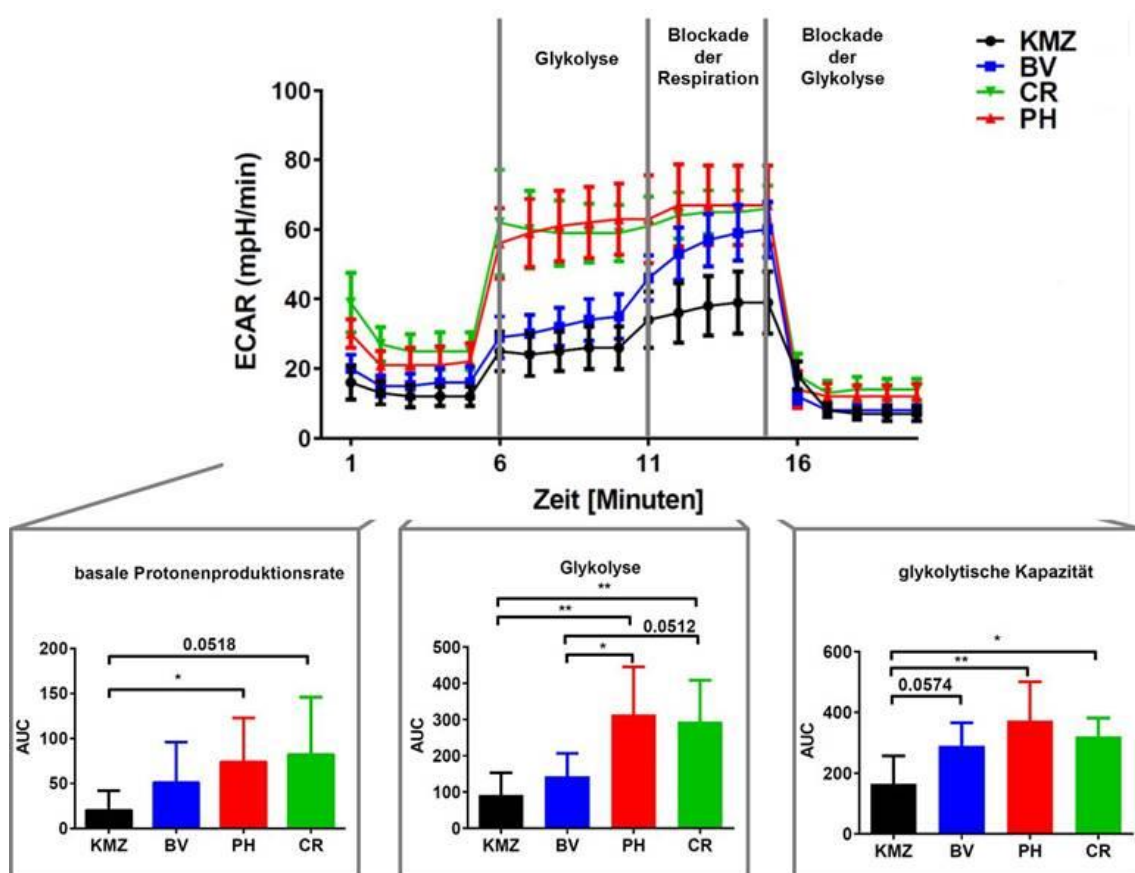 Glykolyse
Blockade
der
Respiration
Blockade
der
Glykolyse
KMZ
BV
CR
PH
ECAR (mpH/min)
100
80
60
40
20
0
1
6
11
16
Zeit [Minuten]
basale Protonenproduktionsrate
0.0518
*
AUC
200
150
100
50
0
KMZ BV PH CR
Glykolyse
**
**
0.0512
*
AUC
500
400
300
200
100
0
KMZ BV PH CR
glykolytische Kapazität
*
**
0.0574
AUC
600
400
200
0
KMZ BV PH CR